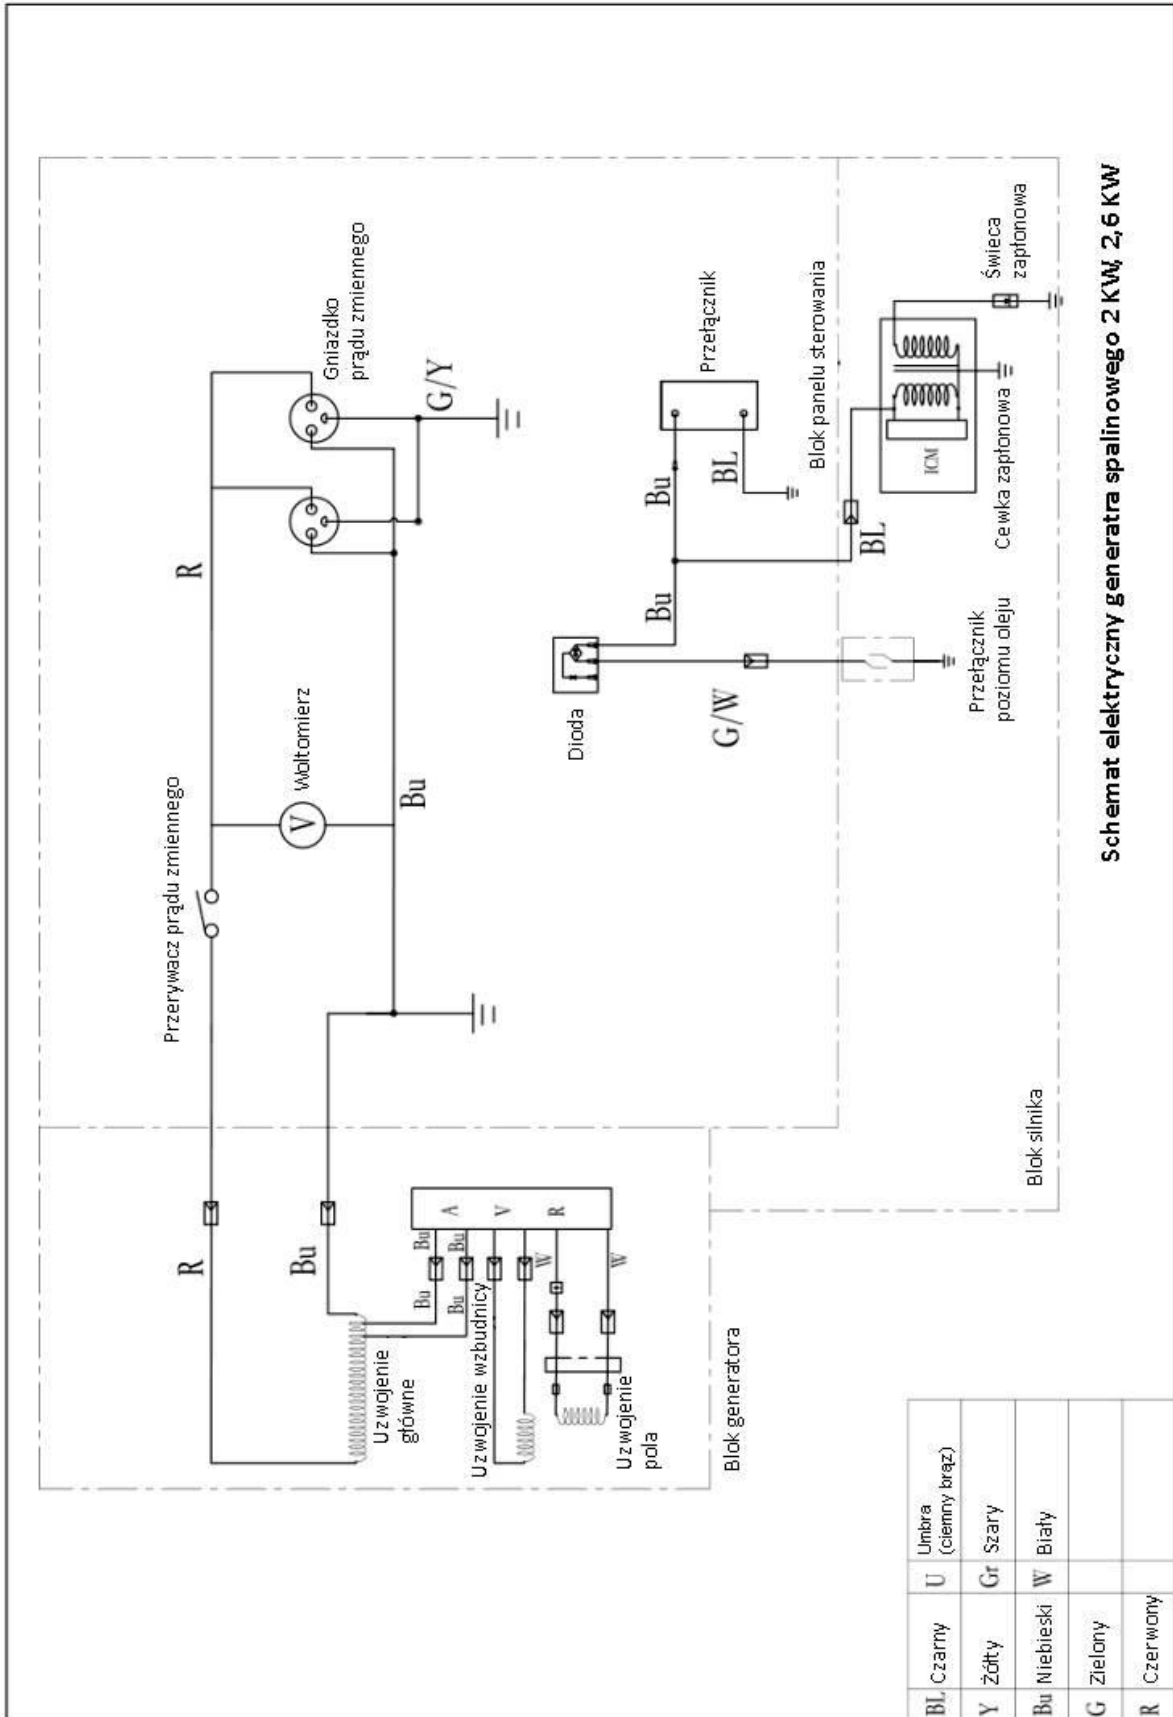 Przerywacz prądu zmiennego
R
Gniazdko
prądu zmiennego
Woltomierz
V
G/Y
Bu
R
Bu
Uzwojenie
główne
Bu
Bu
Bu
Bu
A
V
R
W
W
Uzwojenie wzbudnicy
Uzwojenie
pola
Blok generatora
Dioda
Bu
Bu
BL
Przełącznik
G/W
Blok panelu sterowania
BL
ICM
Cewka zapłonowa
Świeca
zapłonowa
Przełącznik
poziomu oleju
Blok silnika
Schemat elektryczny generatra spalinowego 2 KW, 2,6 KW
BL Czarny U Umbra
(ciemny brąz)
Y Żółty Gr Szary
Bu Niebieski W Biały
G Zielony
R Czerwony